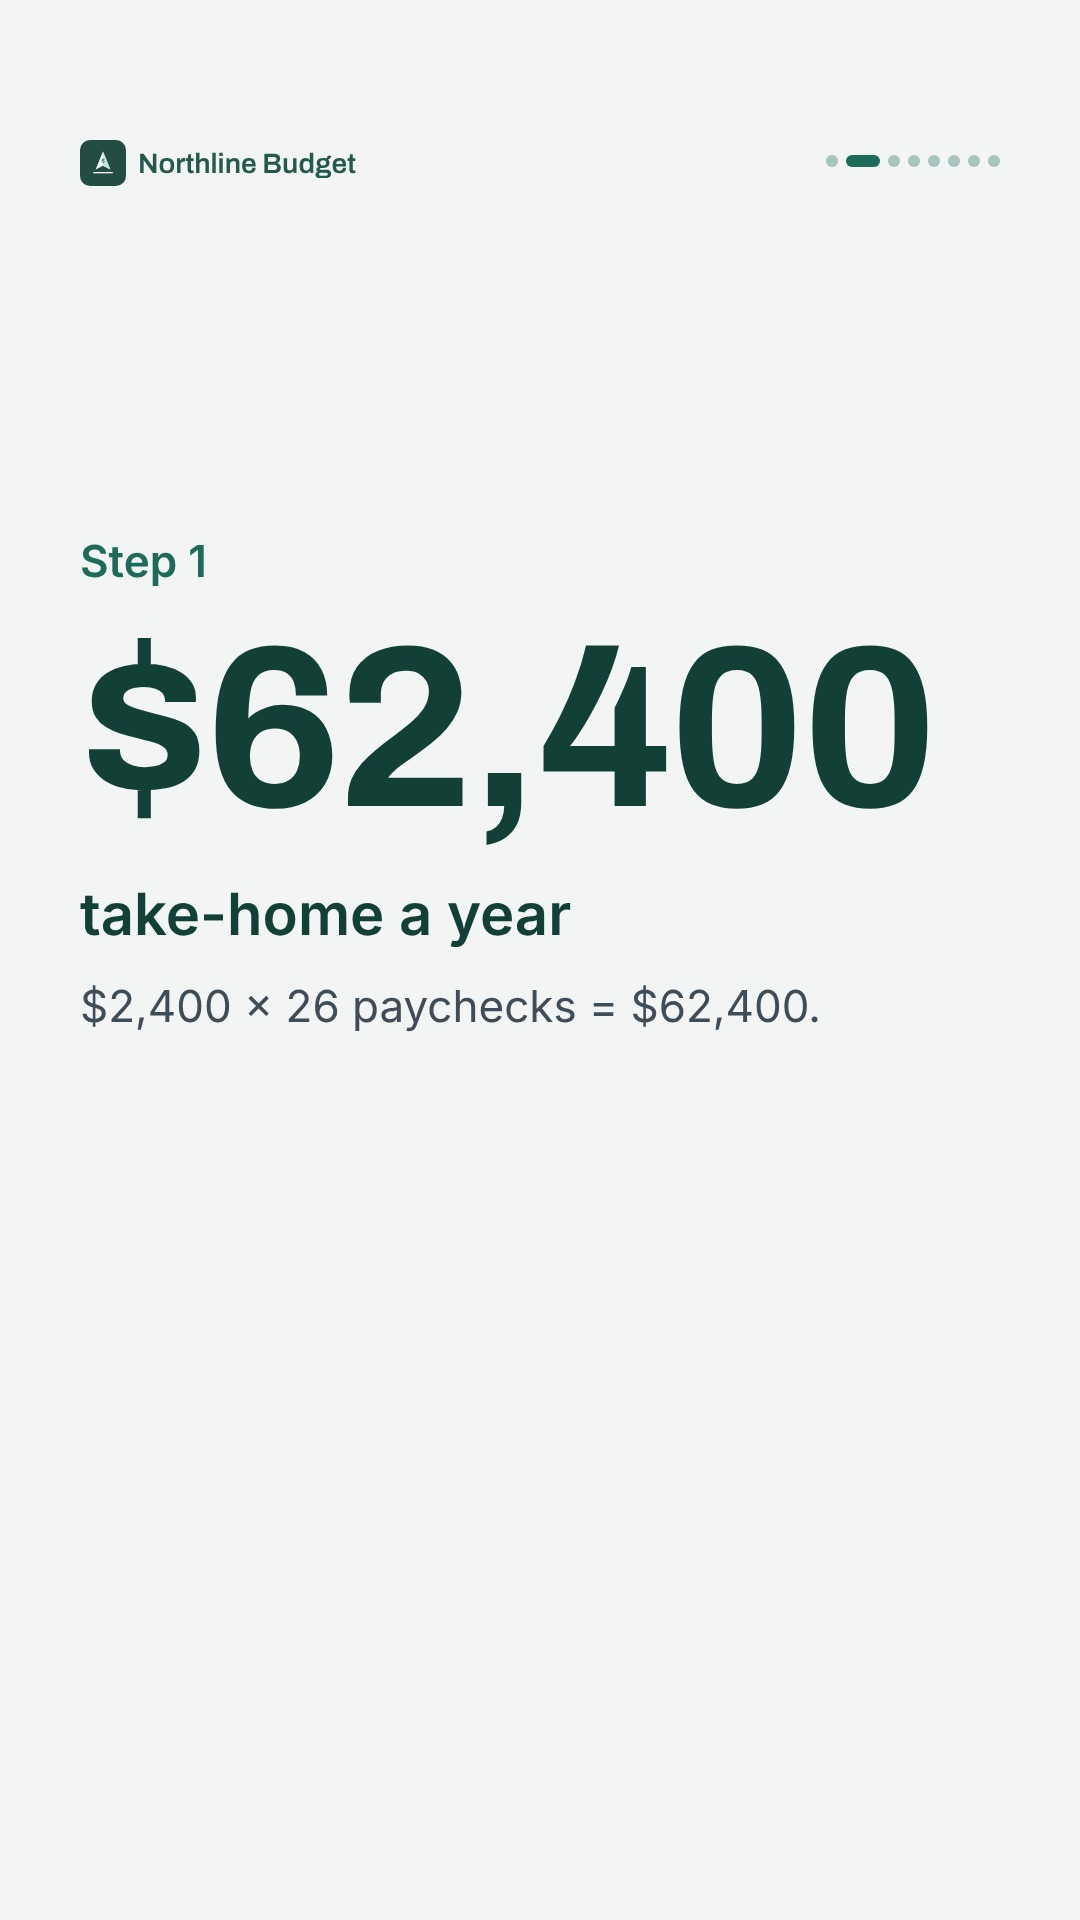 Northline Budget
Step 1
$62,400
take-home a year
$2,400 × 26 paychecks = $62,400.